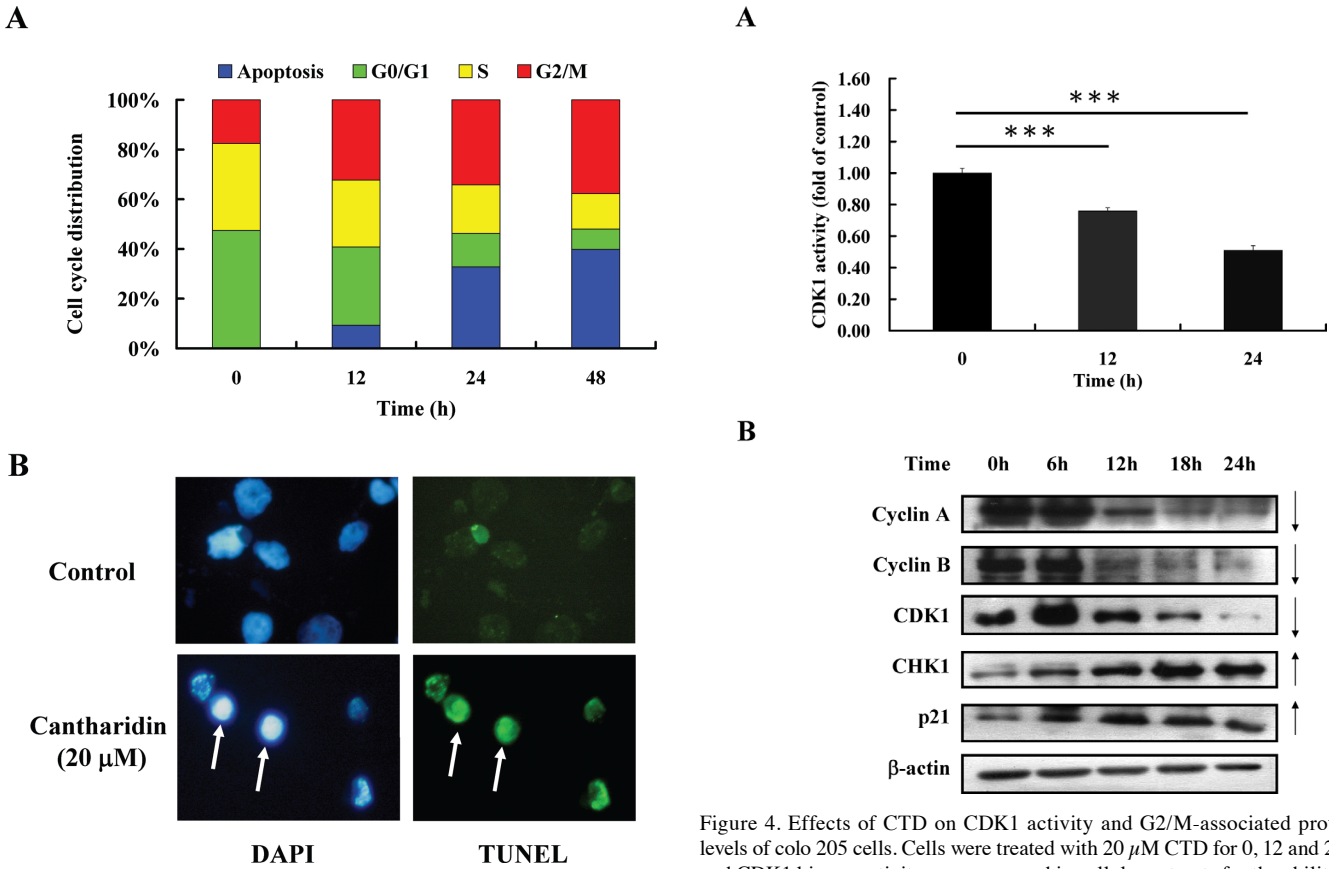 A
Apoptosis G0/G1 S G2/M
100%
80%
60%
40%
20%
0%
Cell cycle distribution
0 12 24 48
Time (h)
B
Control
Cantharidin
(20 μM)
DAPI TUNEL
A
1.60
1.40
1.20
1.00
0.80
0.60
0.40
0.20
0.00
CDK1 activity (fold of control)
***
***
0 12 24
Time (h)
B
Time 0h 6h 12h 18h 24h
Cyclin A
Cyclin B
CDK1
CHK1
p21
β-actin
Figure 4. Effects of CTD on CDK1 activity and G2/M-associated
levels of colo 205 cells. Cells were treated with 20 μM CTD for 0, 12 and